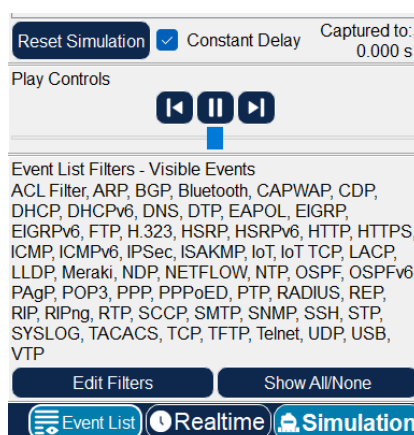 Reset Simulation Constant Delay Captured to:
0.000 s
Play Controls
Event List Filters - Visible Events
ACL Filter, ARP, BGP, Bluetooth, CAPWAP, CDP,
DHCP, DHCPv6, DNS, DTP, EAPOL, EIGRP,
EIGRPv6, FTP, H.323, HSRP, HSRPv6, HTTP, HTTPS,
ICMP, ICMPv6, IPSec, ISAKMP, IoT, IoT TCP, LACP,
LLDP, Meraki, NDP, NETFLOW, NTP, OSPF, OSPFv6,
PAgP, POP3, PPP, PPPoED, PTP, RADIUS, REP,
RIP, RIPng, RTP, SCCP, SMTP, SNMP, SSH, STP,
SYSLOG, TACACS, TCP, TFTP, Telnet, UDP, USB,
VTP
Edit Filters Show All/None
Event List Realtime Simulation